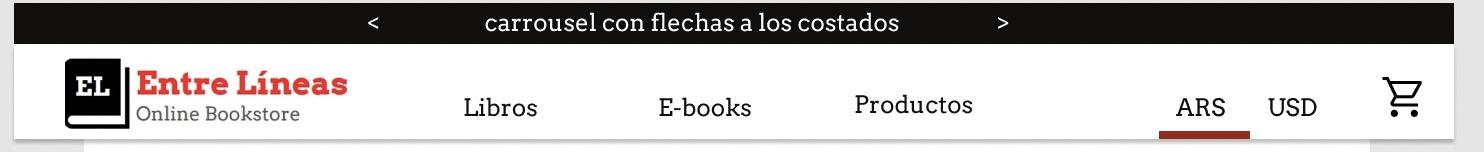 < carrousel con flechas a los costados >
EL Entre Líneas
Online Bookstore
Libros E-books Productos ARS USD